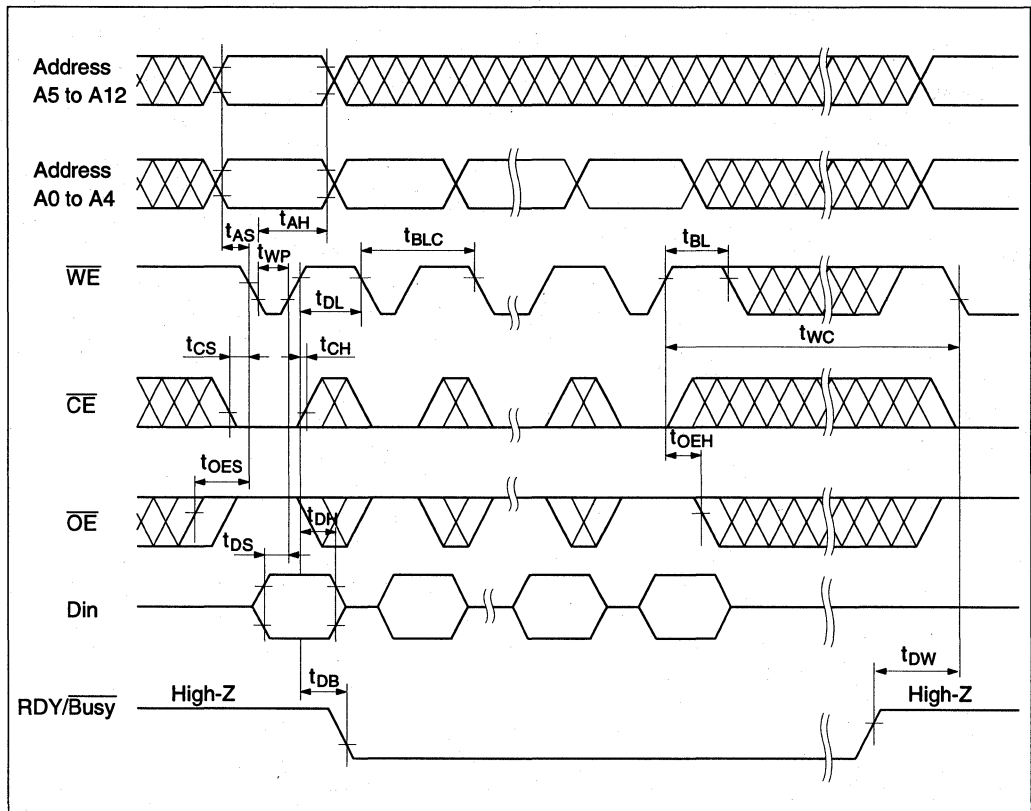 Address
A5 to A12
Address
A0 to A4
tAS
tAH
tWP
tBLC
tBL
WE
tDL
tWC
tCS
tCH
CE
tOES
tOEH
OE
tDH
tDS
Din
tDB
tDW
RDY/Busy
High-Z
High-Z